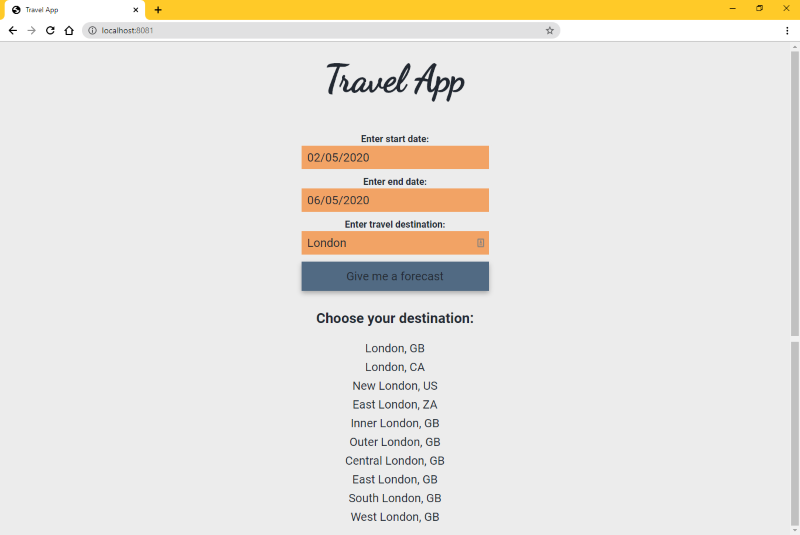 Travel App
localhost:8081
Travel App
Enter start date:
02/05/2020
Enter end date:
06/05/2020
Enter travel destination:
London
Give me a forecast
Choose your destination:
London, GB
London, CA
New London, US
East London, ZA
Inner London, GB
Outer London, GB
Central London, GB
East London, GB
South London, GB
West London, GB